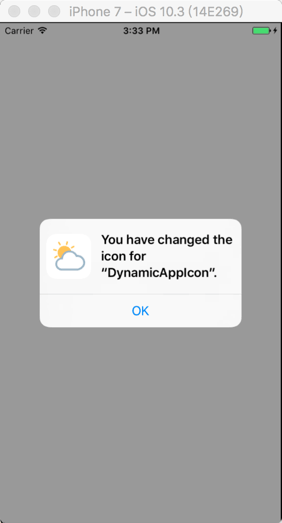 iPhone 7 – iOS 10.3 (14E269)
Carrier 3:33 PM
You have changed the
icon for
“DynamicAppIcon”.
OK